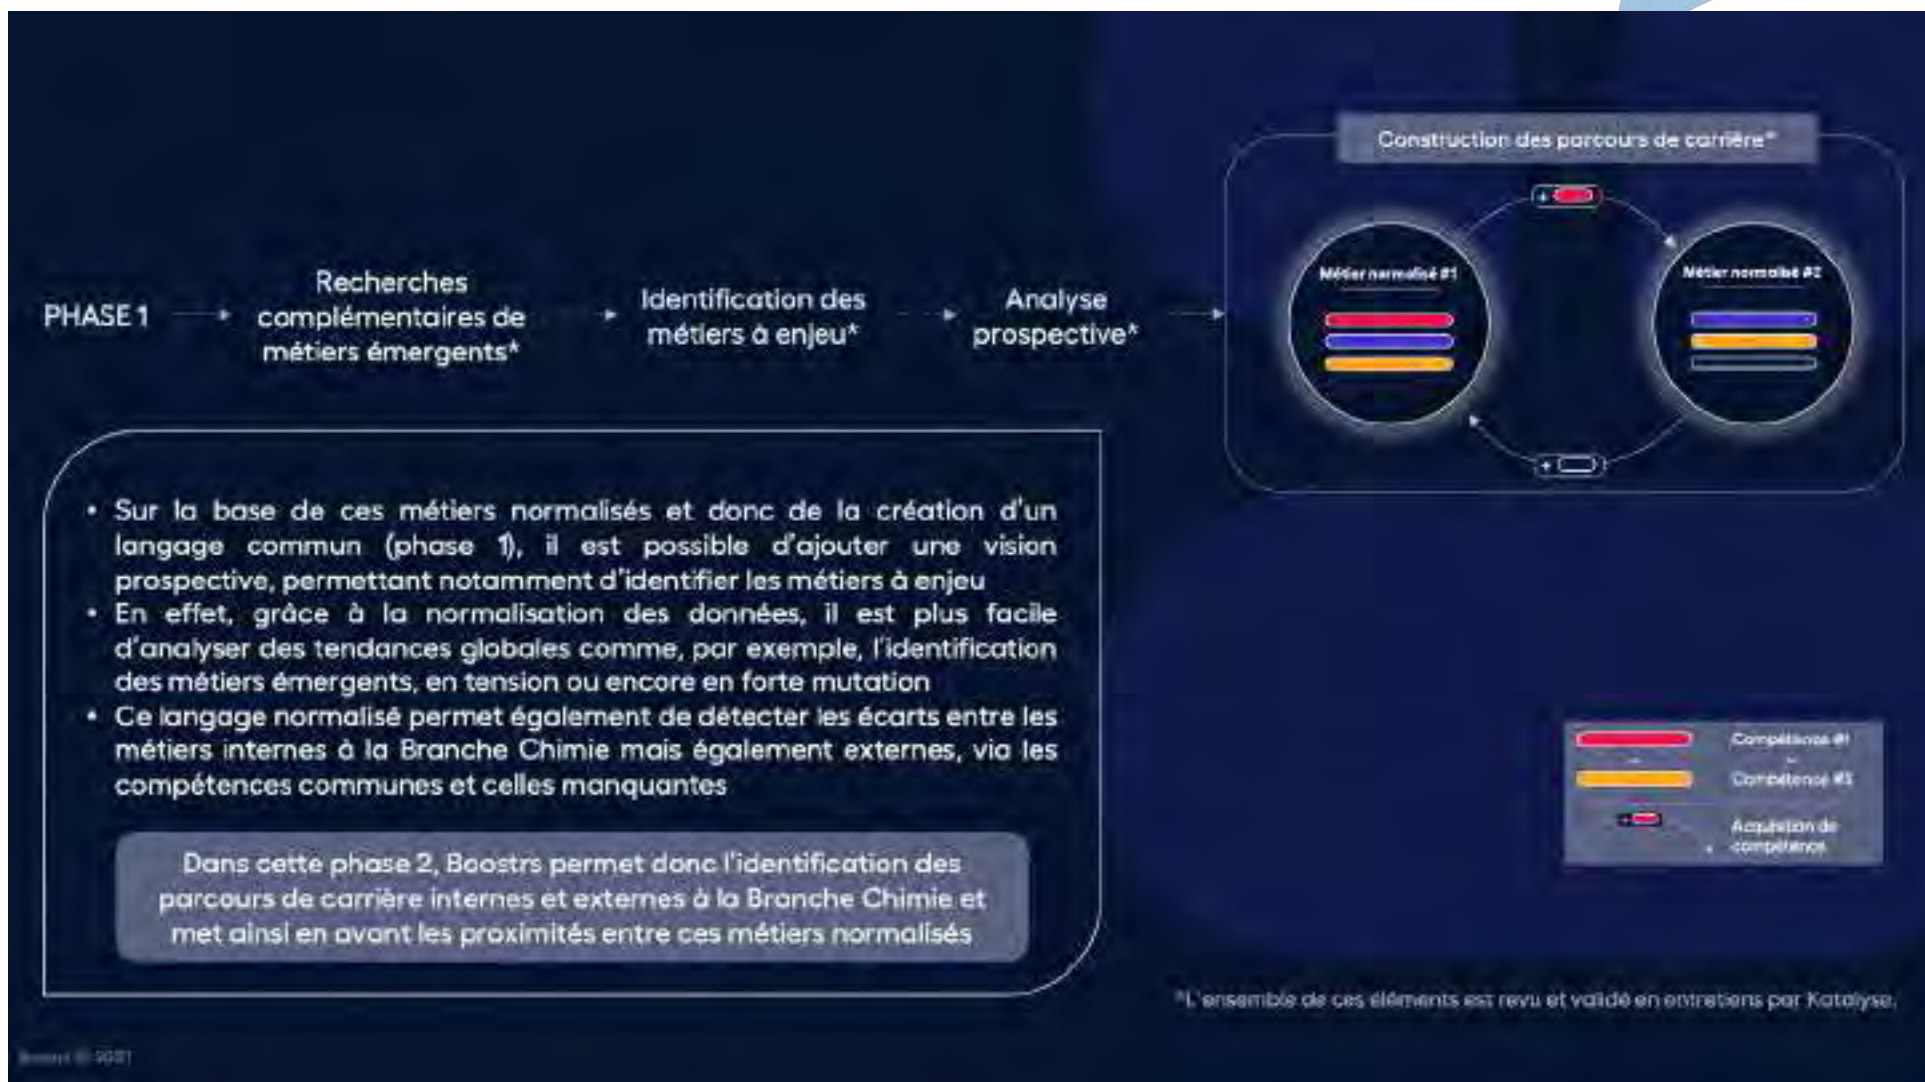 Construction des parcours de carrière*
+
Métier normalisé #1
Métier normalisé #2
+
PHASE 1
Recherches
complémentaires de
métiers émergents*
Identification des
métiers à enjeu*
Analyse
prospective*
• Sur la base de ces métiers normalisés et donc de la création d'un
langage commun (phase 1), il est possible d'ajouter une vision
prospective, permettant notamment d'identifier les métiers à enjeu
• En effet, grâce à la normalisation des données, il est plus facile
d'analyser des tendances globales comme, par exemple, l'identification
des métiers émergents, en tension ou encore en forte mutation
• Ce langage normalisé permet également de détecter les écarts entre les
métiers internes à la Branche Chimie mais également externes, via les
compétences communes et celles manquantes
Dans cette phase 2, Boostrs permet donc l'identification des
parcours de carrière internes et externes à la Branche Chimie et
met ainsi en avant les proximités entre ces métiers normalisés
Compétence #1
Compétence #3
+
Acquisition de
compétence
*L'ensemble de ces éléments est revu et validé en entretiens par Katalyse.